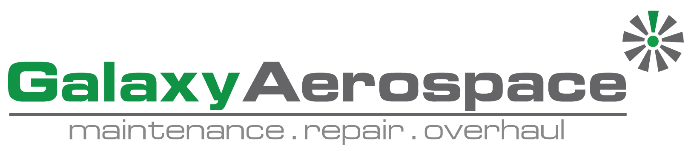 GalaxyAerospace
maintenance . repair . overhaul